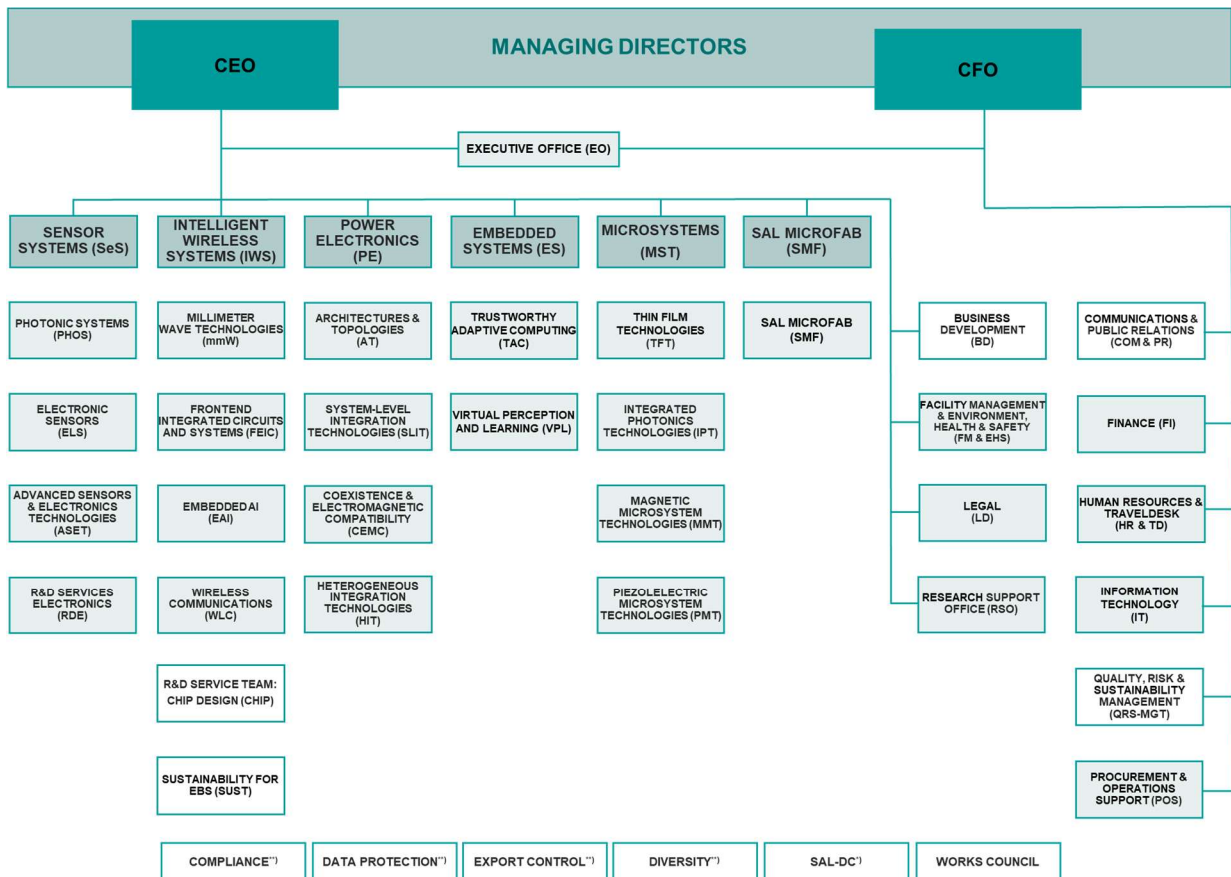 MANAGING DIRECTORS
CEO
CFO
EXECUTIVE OFFICE (EO)
SENSOR
SYSTEMS (SeS)
INTELLIGENT
WIRELESS
SYSTEMS (IWS)
POWER
ELECTRONICS
(PE)
EMBEDDED
SYSTEMS (ES)
MICROSYSTEMS
(MST)
SAL MICROFAB
(SMF)
PHOTONIC SYSTEMS
(PHOS)
MILLIMETER
WAVE TECHNOLOGIES
(mmW)
ARCHITECTURES &
TOPOLOGIES
(AT)
TRUSTWORTHY
ADAPTIVE COMPUTING
(TAC)
THIN FILM
TECHNOLOGIES
(TFT)
SAL MICROFAB
(SMF)
BUSINESS
DEVELOPMENT
(BD)
COMMUNICATIONS &
PUBLIC RELATIONS
(COM & PR)
ELECTRONIC
SENSORS
(ELS)
FRONTEND
INTEGRATED CIRCUITS
AND SYSTEMS (FEIC)
SYSTEM-LEVEL
INTEGRATION
TECHNOLOGIES (SLIT)
VIRTUAL PERCEPTION
AND LEARNING (VPL)
INTEGRATED
PHOTONICS
TECHNOLOGIES (IPT)
FACILITY MANAGEMENT
& ENVIRONMENT,
HEALTH & SAFETY
(FM & EHS)
FINANCE (FI)
ADVANCED SENSORS
& ELECTRONICS
TECHNOLOGIES
(ASET)
EMBEDDED AI
(EAI)
COEXISTENCE &
ELECTROMAGNETIC
COMPATIBILITY
(CEMC)
MAGNETIC
MICROSYSTEM
TECHNOLOGIES (MMT)
LEGAL
(LD)
HUMAN RESOURCES &
TRAVELDESK
(HR & TD)
R&D SERVICES
ELECTRONICS
(RDE)
WIRELESS
COMMUNICATIONS
(WLC)
HETEROGENEOUS
INTEGRATION
TECHNOLOGIES
(HIT)
PIEZOLELECTRIC
MICROSYSTEM
TECHNOLOGIES (PMT)
RESEARCH SUPPORT
OFFICE (RSO)
INFORMATION
TECHNOLOGY
(IT)
R&D SERVICE TEAM:
CHIP DESIGN (CHIP)
QUALITY, RISK &
SUSTAINABILITY
MANAGEMENT
(QRS-MGT)
SUSTAINABILITY FOR
EBS (SUST)
PROCUREMENT &
OPERATIONS
SUPPORT (POS)
COMPLIANCE**)
DATA PROTECTION**)
EXPORT CONTROL**)
DIVERSITY**)
SAL-DC*)
WORKS COUNCIL